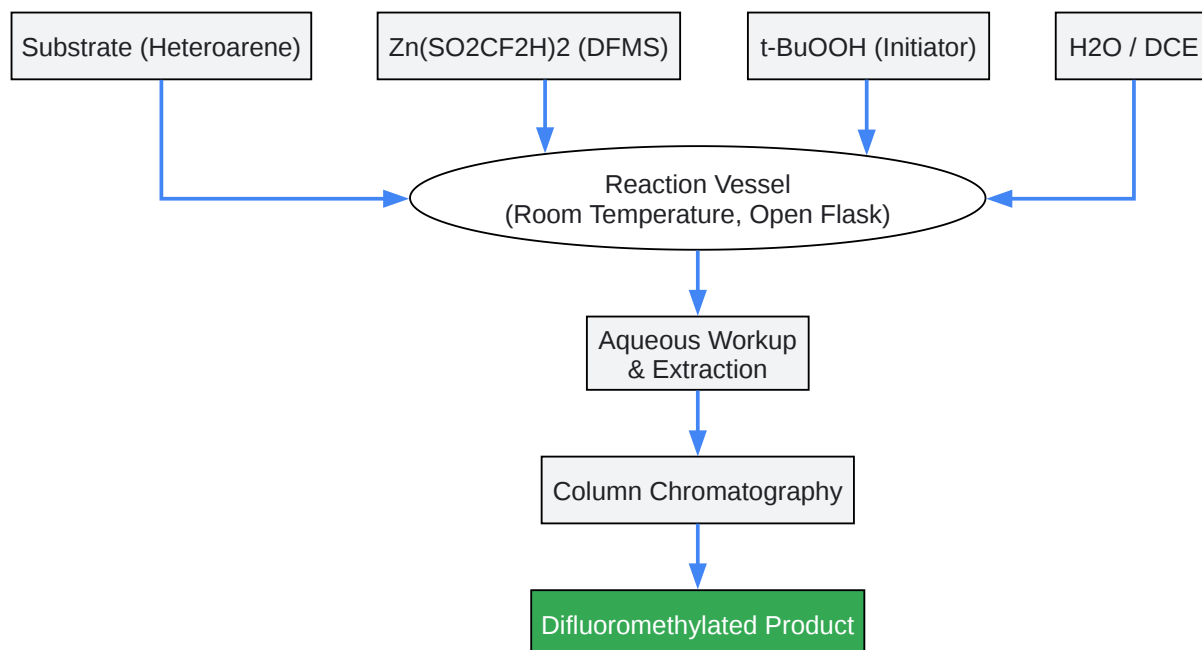 Substrate (Heteroarene)
Zn(SO2CF2H)2 (DFMS)
t-BuOOH (Initiator)
H2O / DCE
Reaction Vessel
(Room Temperature, Open Flask)
Aqueous Workup
& Extraction
Column Chromatography
Difluoromethylated Product